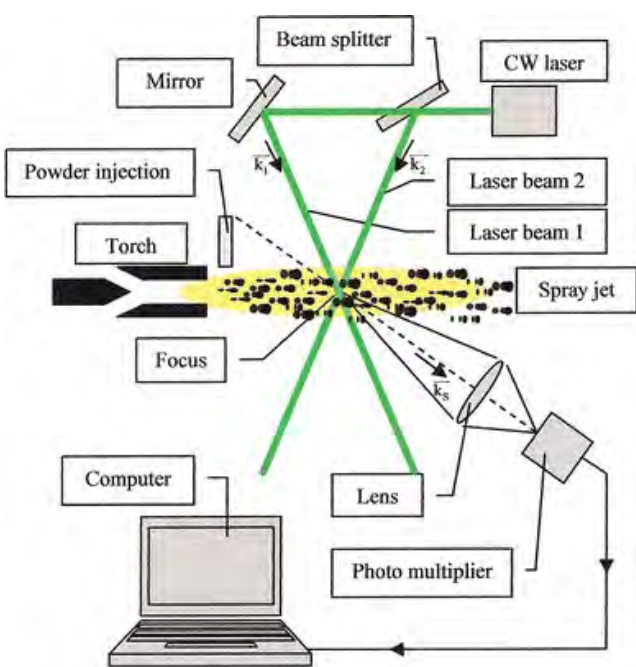 Beam splitter
CW laser
Mirror
k₁
k₂
Powder injection
Laser beam 2
Laser beam 1
Torch
Spray jet
Focus
kₛ
Computer
Lens
Photo multiplier